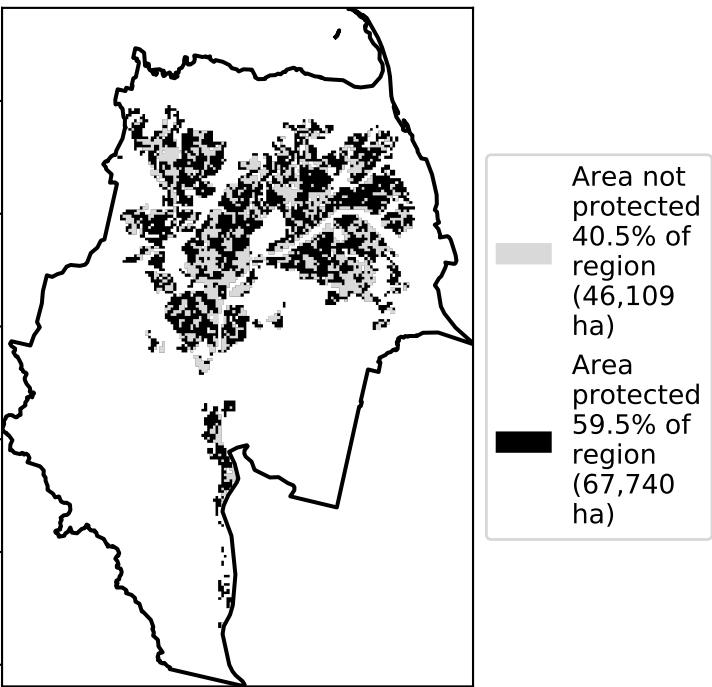 Area not
protected
40.5% of
region
(46,109
ha)
Area
protected
59.5% of
region
(67,740
ha)